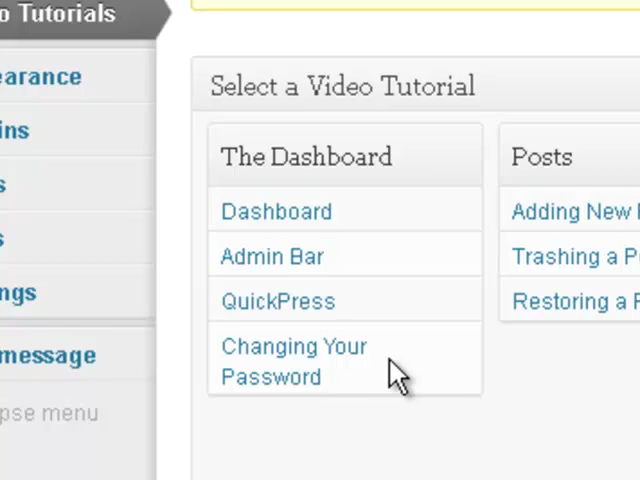 o Tutorials
earance
ins
s
s
ngs
message
pse menu
Select a Video Tutorial
The Dashboard
Dashboard
Admin Bar
QuickPress
Changing Your
Password
Posts
Adding New
Trashing a P
Restoring a P